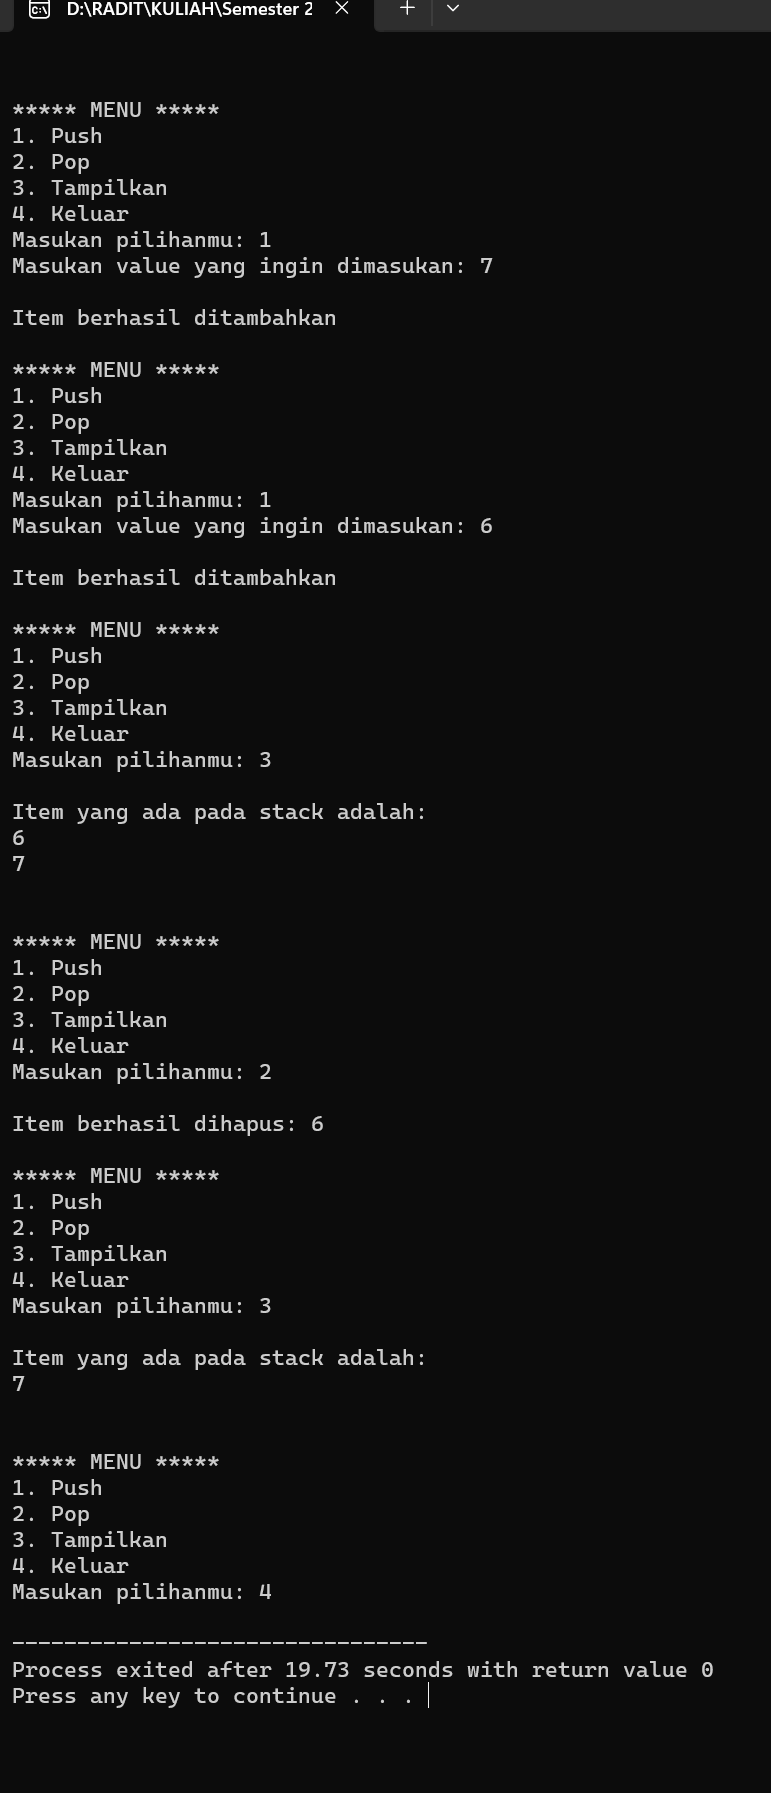 D:\RADIT\KULIAH\Semester 2
***** MENU *****
1. Push
2. Pop
3. Tampilkan
4. Keluar
Masukan pilihanmu: 1
Masukan value yang ingin dimasukan: 7
Item berhasil ditambahkan
***** MENU *****
1. Push
2. Pop
3. Tampilkan
4. Keluar
Masukan pilihanmu: 1
Masukan value yang ingin dimasukan: 6
Item berhasil ditambahkan
***** MENU *****
1. Push
2. Pop
3. Tampilkan
4. Keluar
Masukan pilihanmu: 3
Item yang ada pada stack adalah:
6
7
***** MENU *****
1. Push
2. Pop
3. Tampilkan
4. Keluar
Masukan pilihanmu: 2
Item berhasil dihapus: 6
***** MENU *****
1. Push
2. Pop
3. Tampilkan
4. Keluar
Masukan pilihanmu: 3
Item yang ada pada stack adalah:
7
***** MENU *****
1. Push
2. Pop
3. Tampilkan
4. Keluar
Masukan pilihanmu: 4
--------------------------------
Process exited after 19.73 seconds with return value 0
Press any key to continue . . .